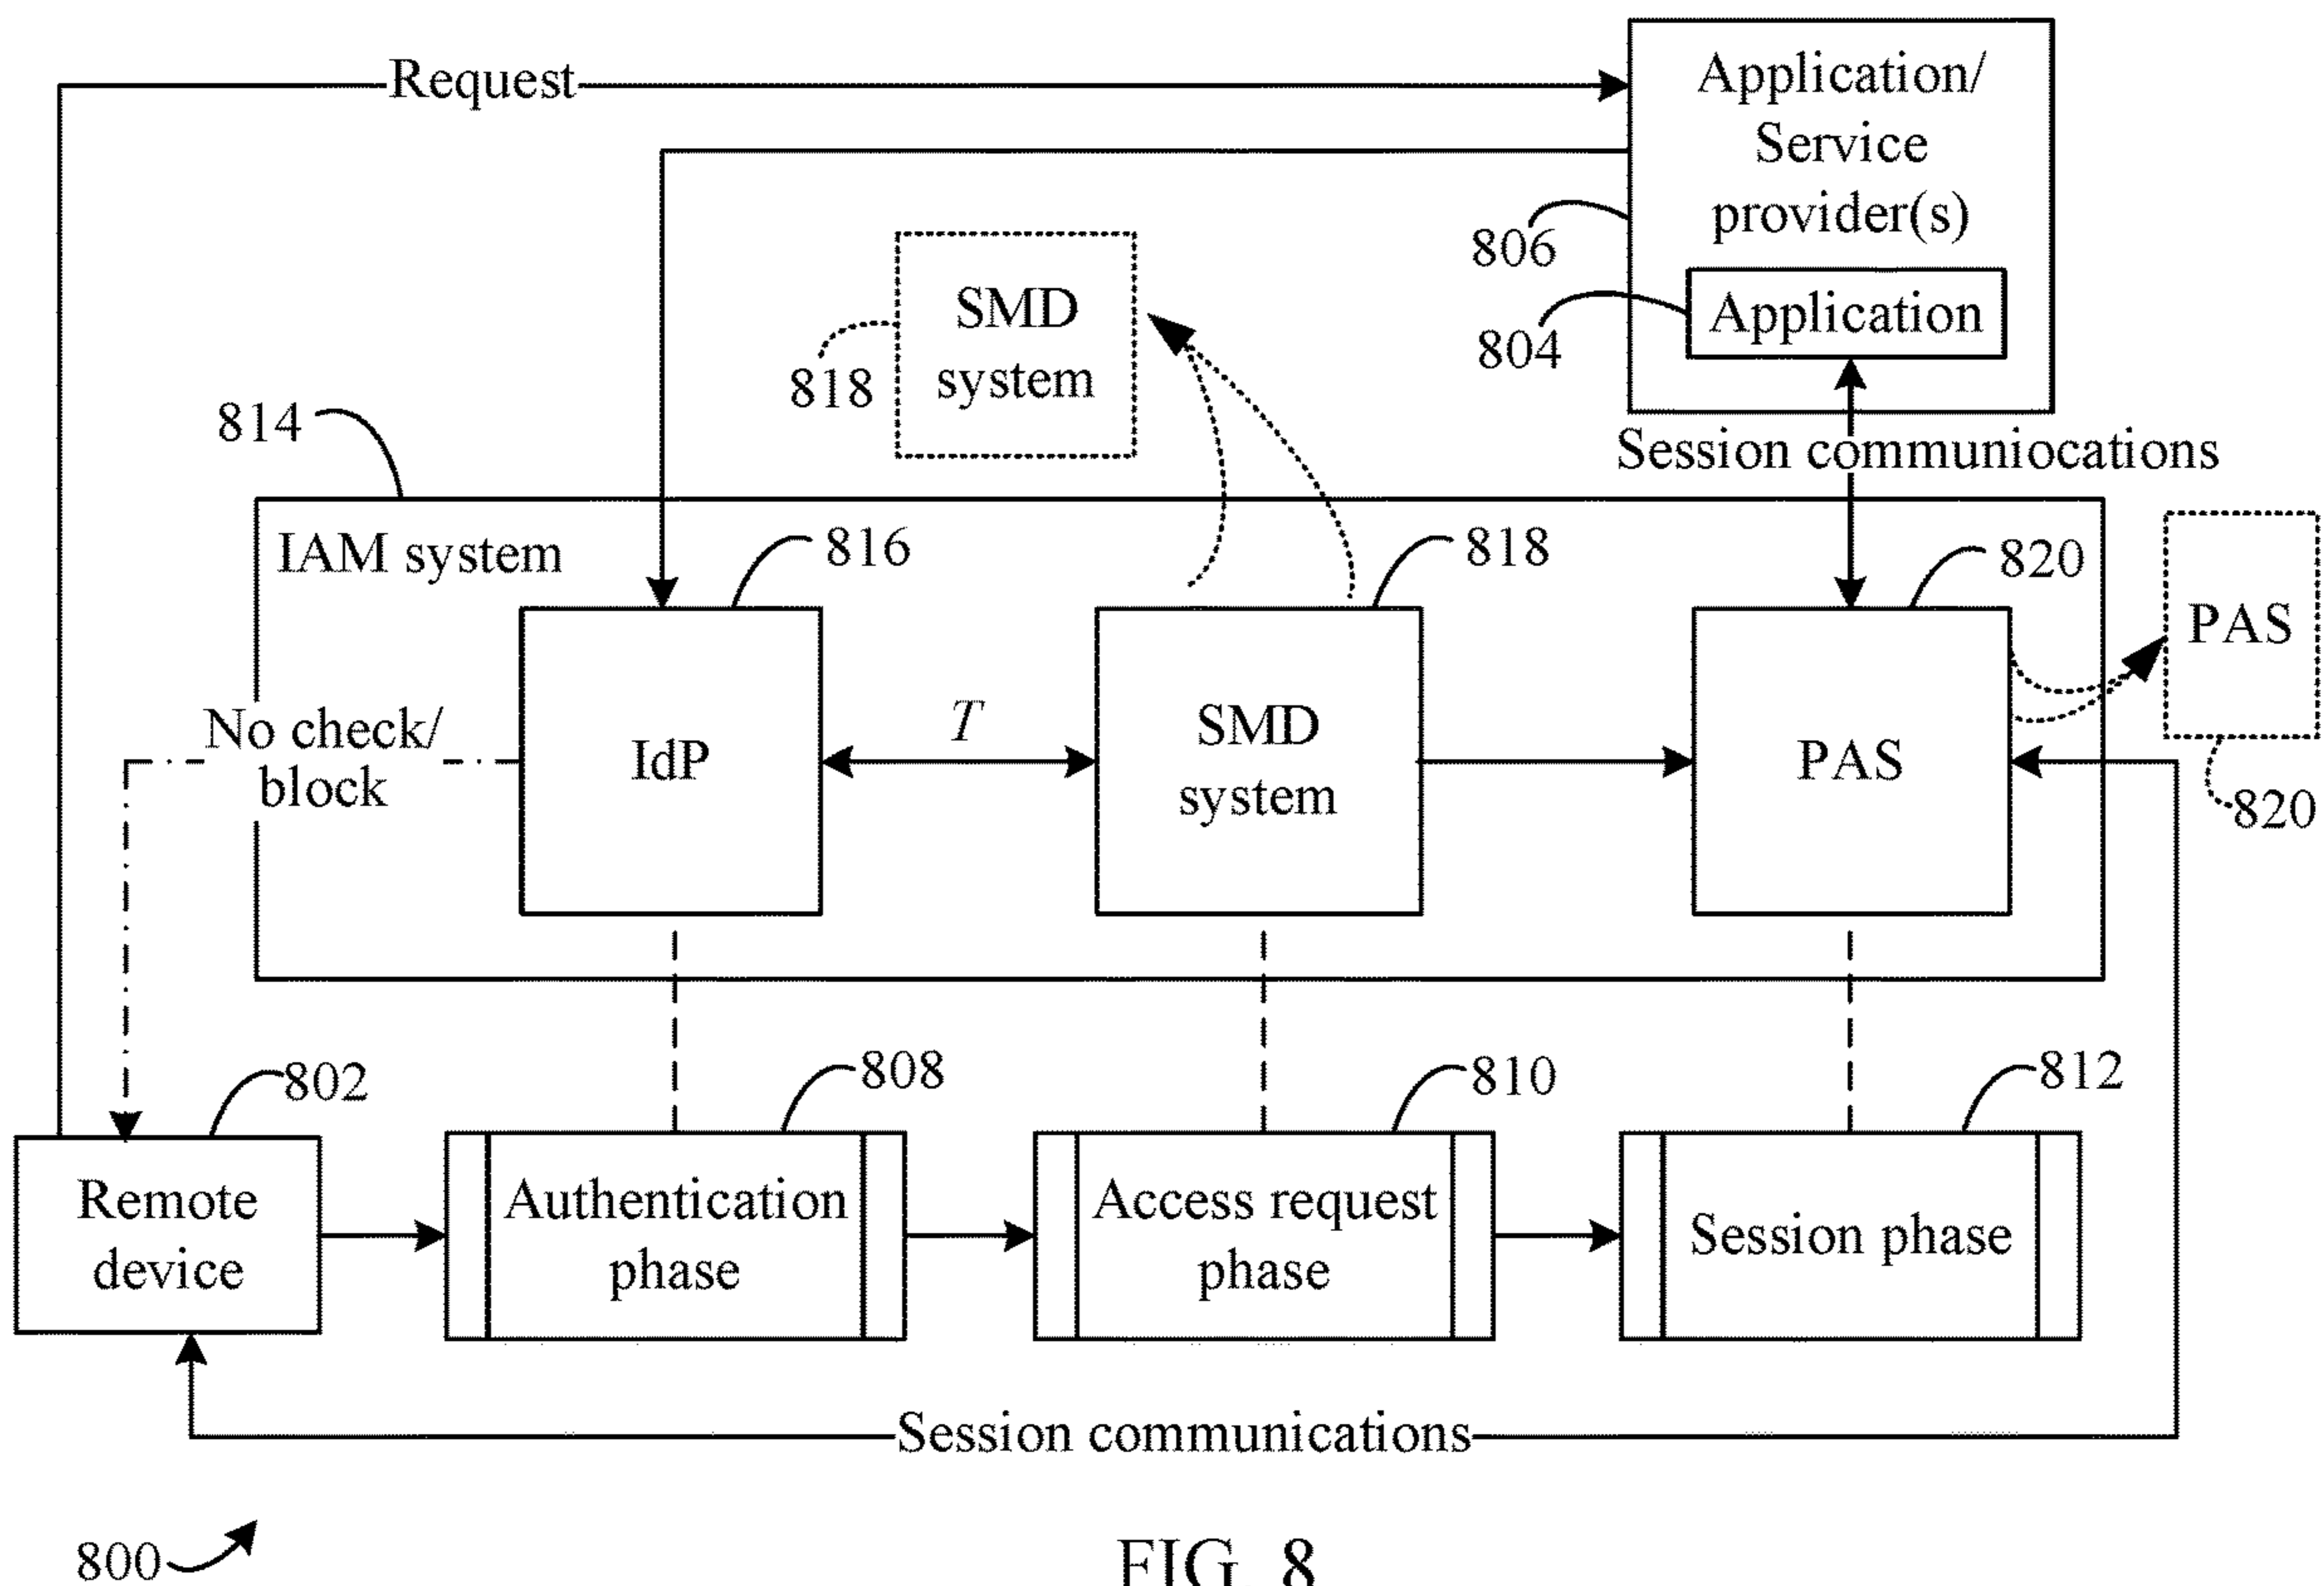 Request
Application/
Service
provider(s)
806
Application
804
SMD
system
818
Session communiocations
814
IAM system
816
818
820
PAS
820
No check/
block
IdP
T
SMD
system
PAS
802
808
810
812
Remote
device
Authentication
phase
Access request
phase
Session phase
Session communications
800
FIG. 8